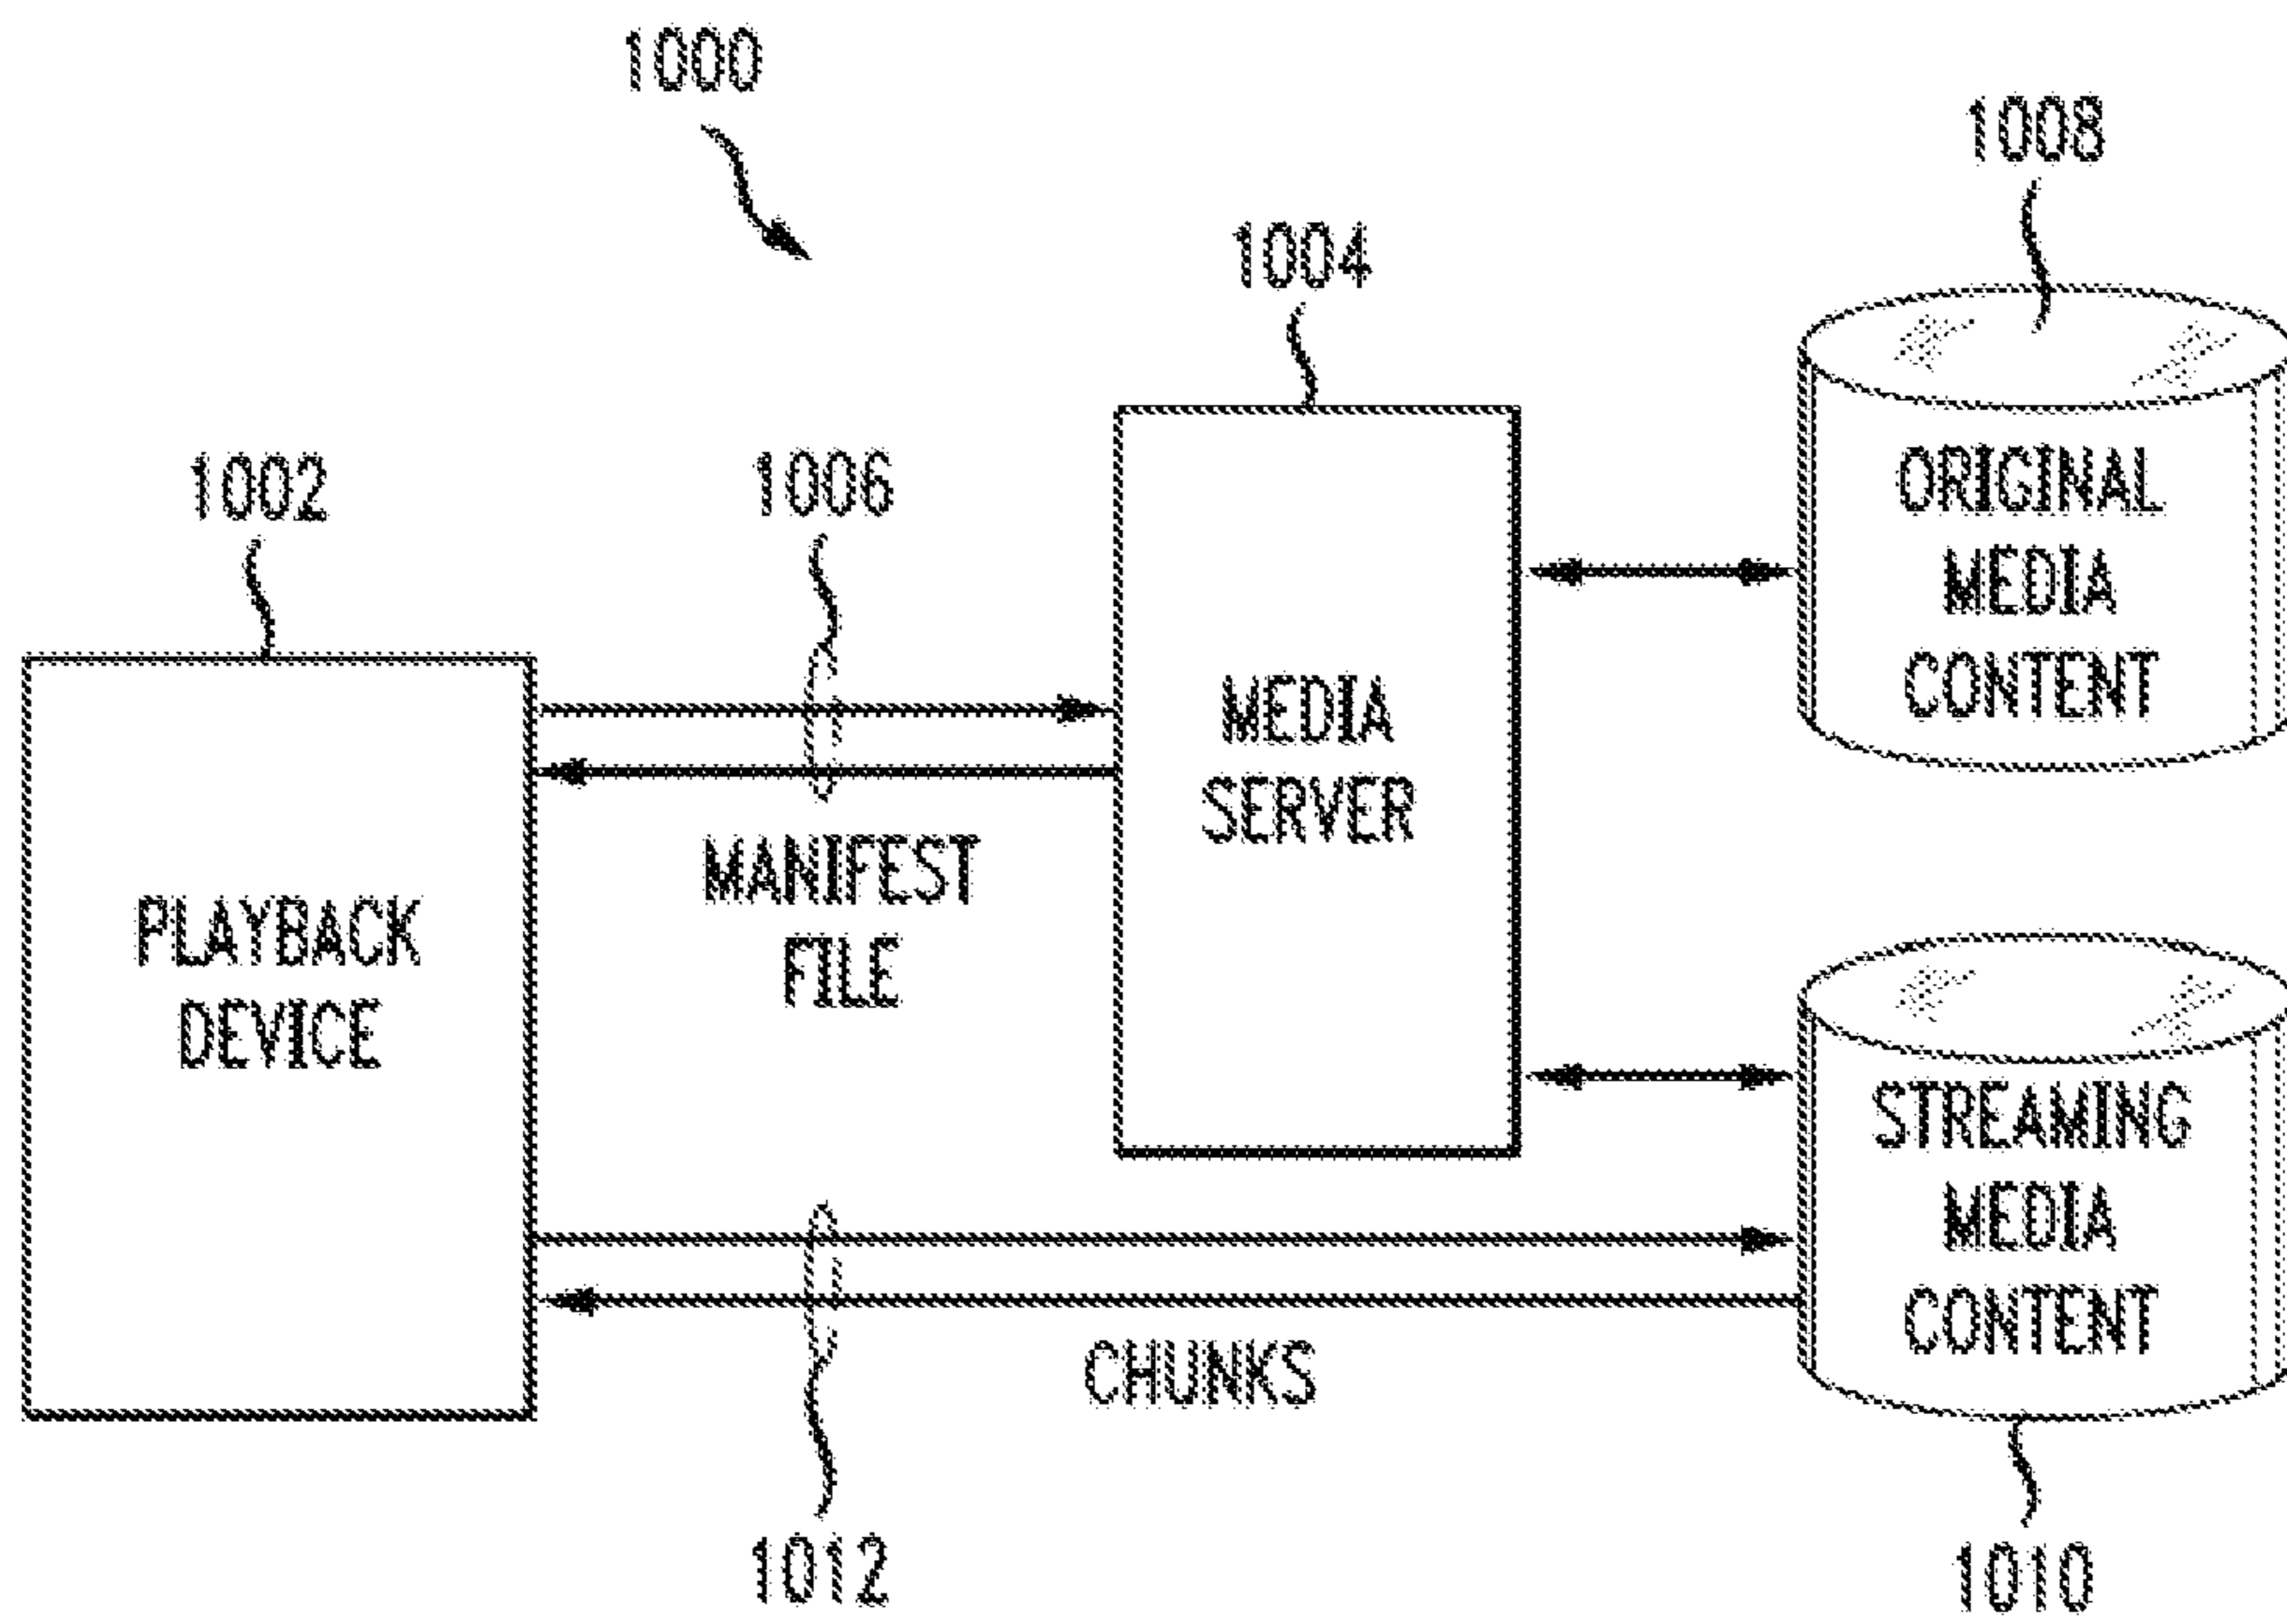 1000
1008
1004
1002
1006
ORIGINAL
MEDIA
CONTENT
MEDIA
SERVER
MANIFEST
FILE
PLAYBACK
DEVICE
STREAMING
MEDIA
CONTENT
CHUNKS
1012
1010